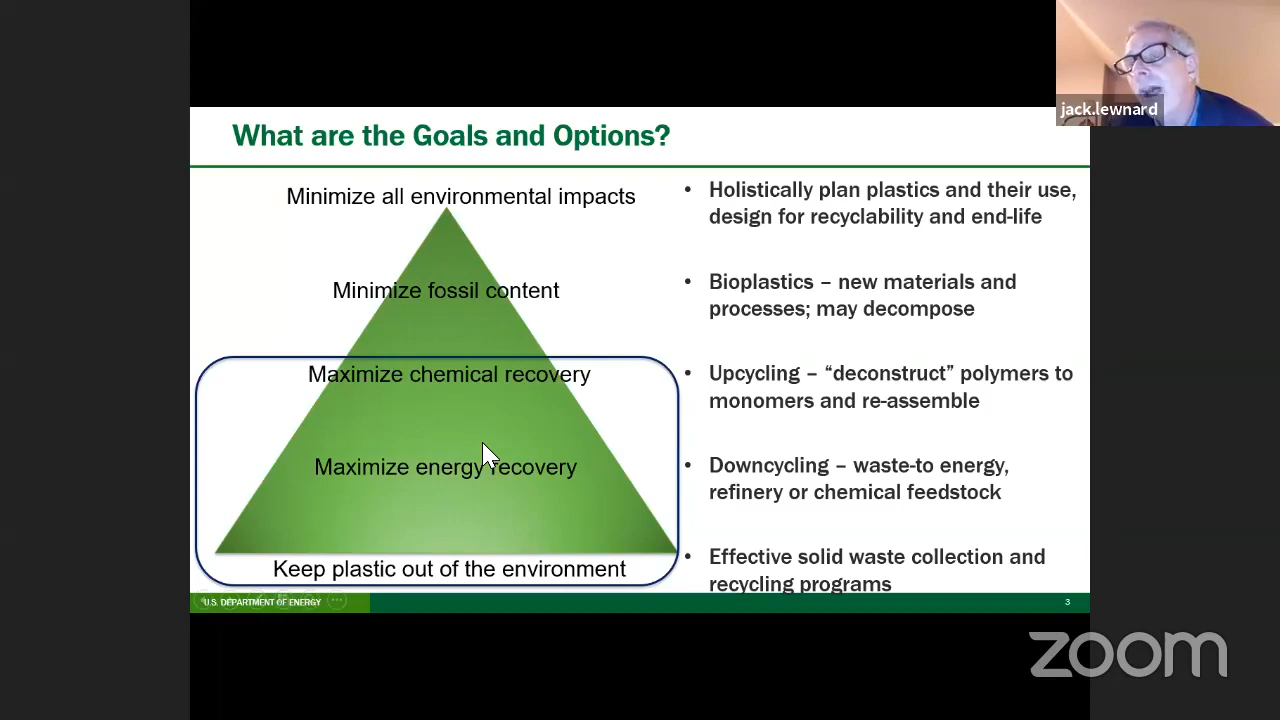 jack.lewnard
What are the Goals and Options?
Minimize all environmental impacts
Minimize fossil content
Maximize chemical recovery
Maximize energy recovery
Keep plastic out of the environment
• Holistically plan plastics and their use,
design for recyclability and end-life
• Bioplastics – new materials and
processes; may decompose
• Upcycling – “deconstruct” polymers to
monomers and re-assemble
• Downcycling – waste-to energy,
refinery or chemical feedstock
• Effective solid waste collection and
recycling programs
U.S. DEPARTMENT OF ENERGY
3
zoom